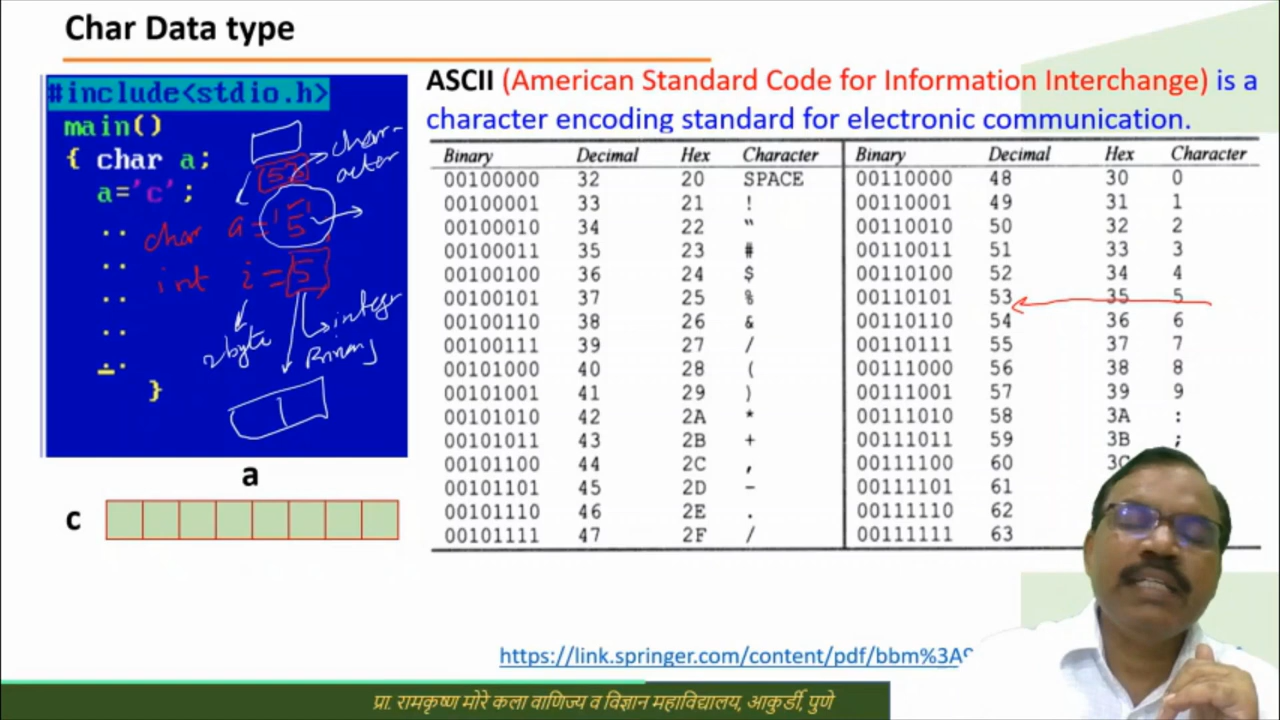 Char Data type
#include<stdio.h>
main()
{ char a;
a='c';
..
..
..
..
..
}
char-
acter
53
char a='5'
int i=5
2byte
integr
Binary
a
c
ASCII (American Standard Code for Information Interchange) is a
character encoding standard for electronic communication.
Binary Decimal Hex Character Binary Decimal Hex Character
00100000 32 20 SPACE 00110000 48 30 0
00100001 33 21 ! 00110001 49 31 1
00100010 34 22 " 00110010 50 32 2
00100011 35 23 # 00110011 51 33 3
00100100 36 24 $ 00110100 52 34 4
00100101 37 25 % 00110101 53 35 5
00100110 38 26 & 00110110 54 36 6
00100111 39 27 / 00110111 55 37 7
00101000 40 28 ( 00111000 56 38 8
00101001 41 29 ) 00111001 57 39 9
00101010 42 2A * 00111010 58 3A :
00101011 43 2B + 00111011 59 3B ;
00101100 44 2C , 00111100 60
00101101 45 2D - 00111101 61
00101110 46 2E . 00111110 62
00101111 47 2F / 00111111 63
https://link.springer.com/content/pdf/bbm%3A9
प्रा. रामकृष्ण मोरे कला वाणिज्य व विज्ञान महाविद्यालय, आकुर्डी, पुणे